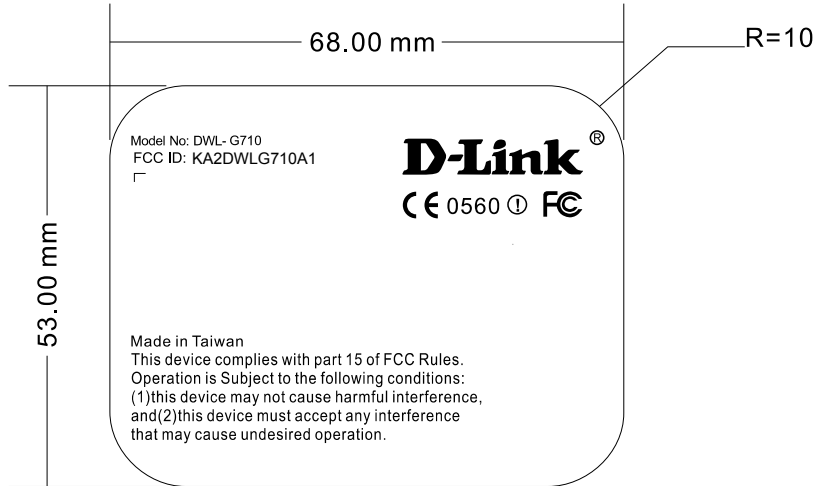 68.00 mm
R=10
53.00 mm
Model No: DWL- G710
FCC ID: KA2DWLG710A1
D-Link ®
CE 0560 ! FC
Made in Taiwan
This device complies with part 15 of FCC Rules.
Operation is Subject to the following conditions:
(1)this device may not cause harmful interference,
and(2)this device must accept any interference
that may cause undesired operation.